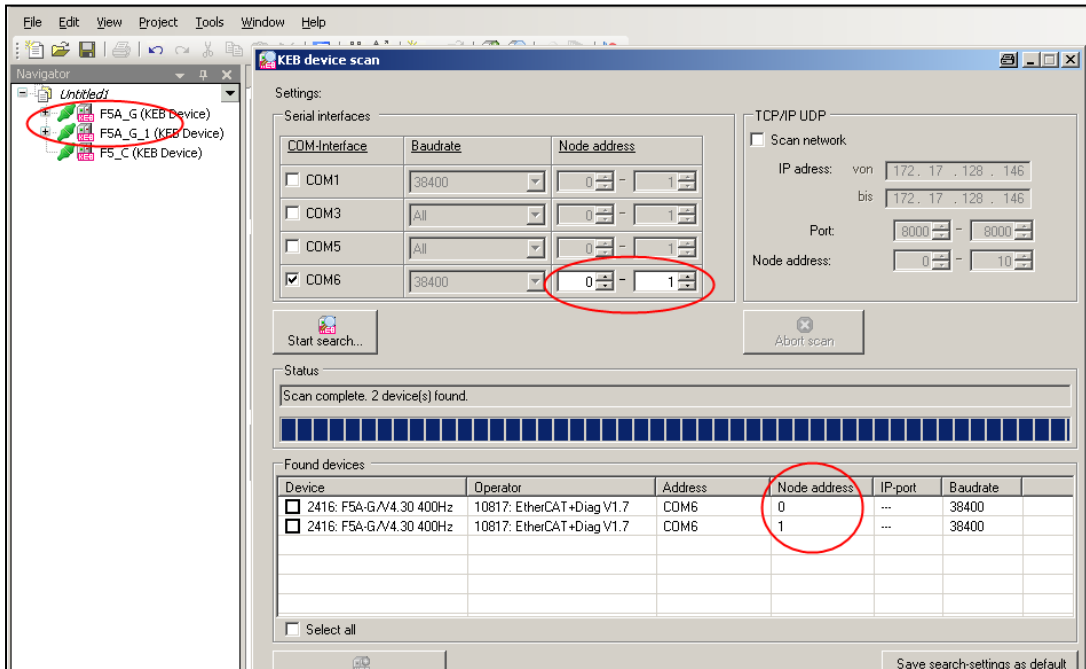 File Edit View Project Tools Window Help
Navigator
Untitled1
F5A_G (KEB Device)
F5A_G_1 (KEB Device)
F5_C (KEB Device)
KEB device scan
Settings:
Serial interfaces
COM-Interface Baudrate Node address
COM1 38400 0 - 1
COM3 All 0 - 1
COM5 All 0 - 1
COM6 38400 0 - 1
TCP/IP UDP
Scan network
IP adress: von 172 . 17 . 128 . 146
bis 172 . 17 . 128 . 146
Port: 8000 - 8000
Node address: 0 - 10
KEB
Start search...
Abort scan
Status
Scan complete. 2 device(s) found.
Found devices
Device Operator Address Node address IP-port Baudrate
2416: F5A-G/V4.30 400Hz 10817: EtherCAT+Diag V1.7 COM6 0 --- 38400
2416: F5A-G/V4.30 400Hz 10817: EtherCAT+Diag V1.7 COM6 1 --- 38400
Select all
Save search-settings as default